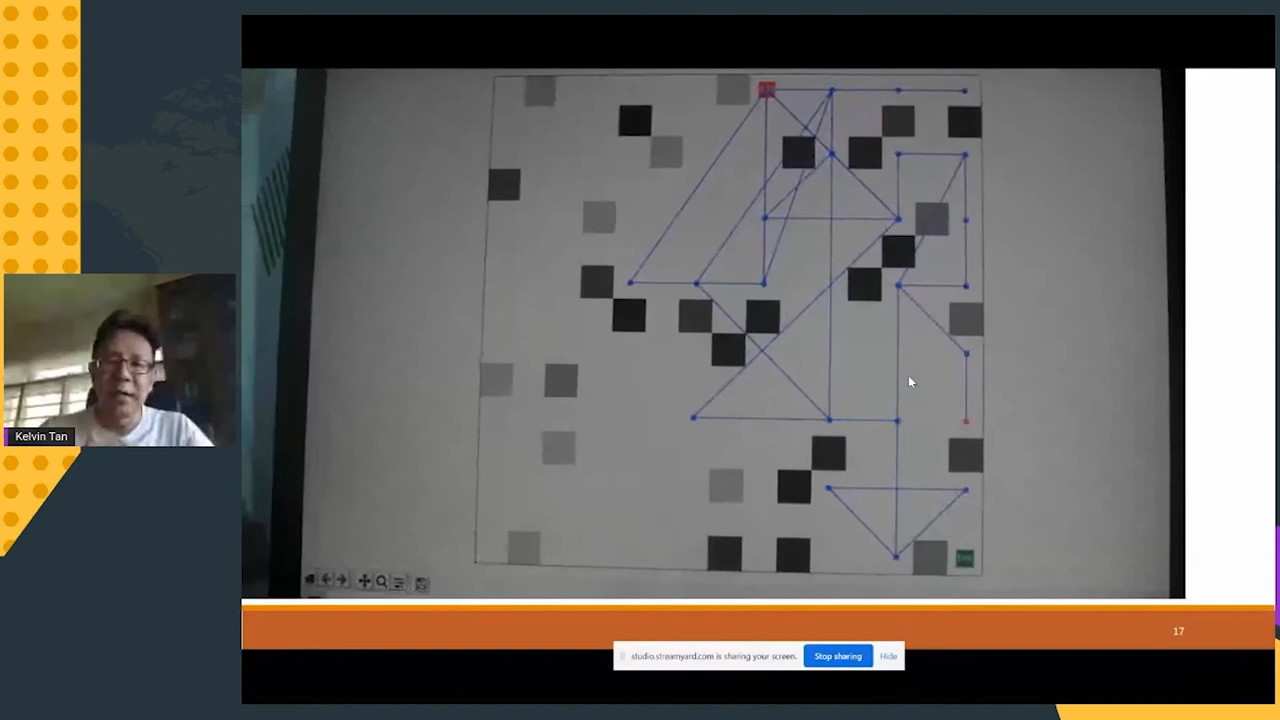 Kelvin Tan
17
studio.streamyard.com is sharing your screen.
Stop sharing
Hide